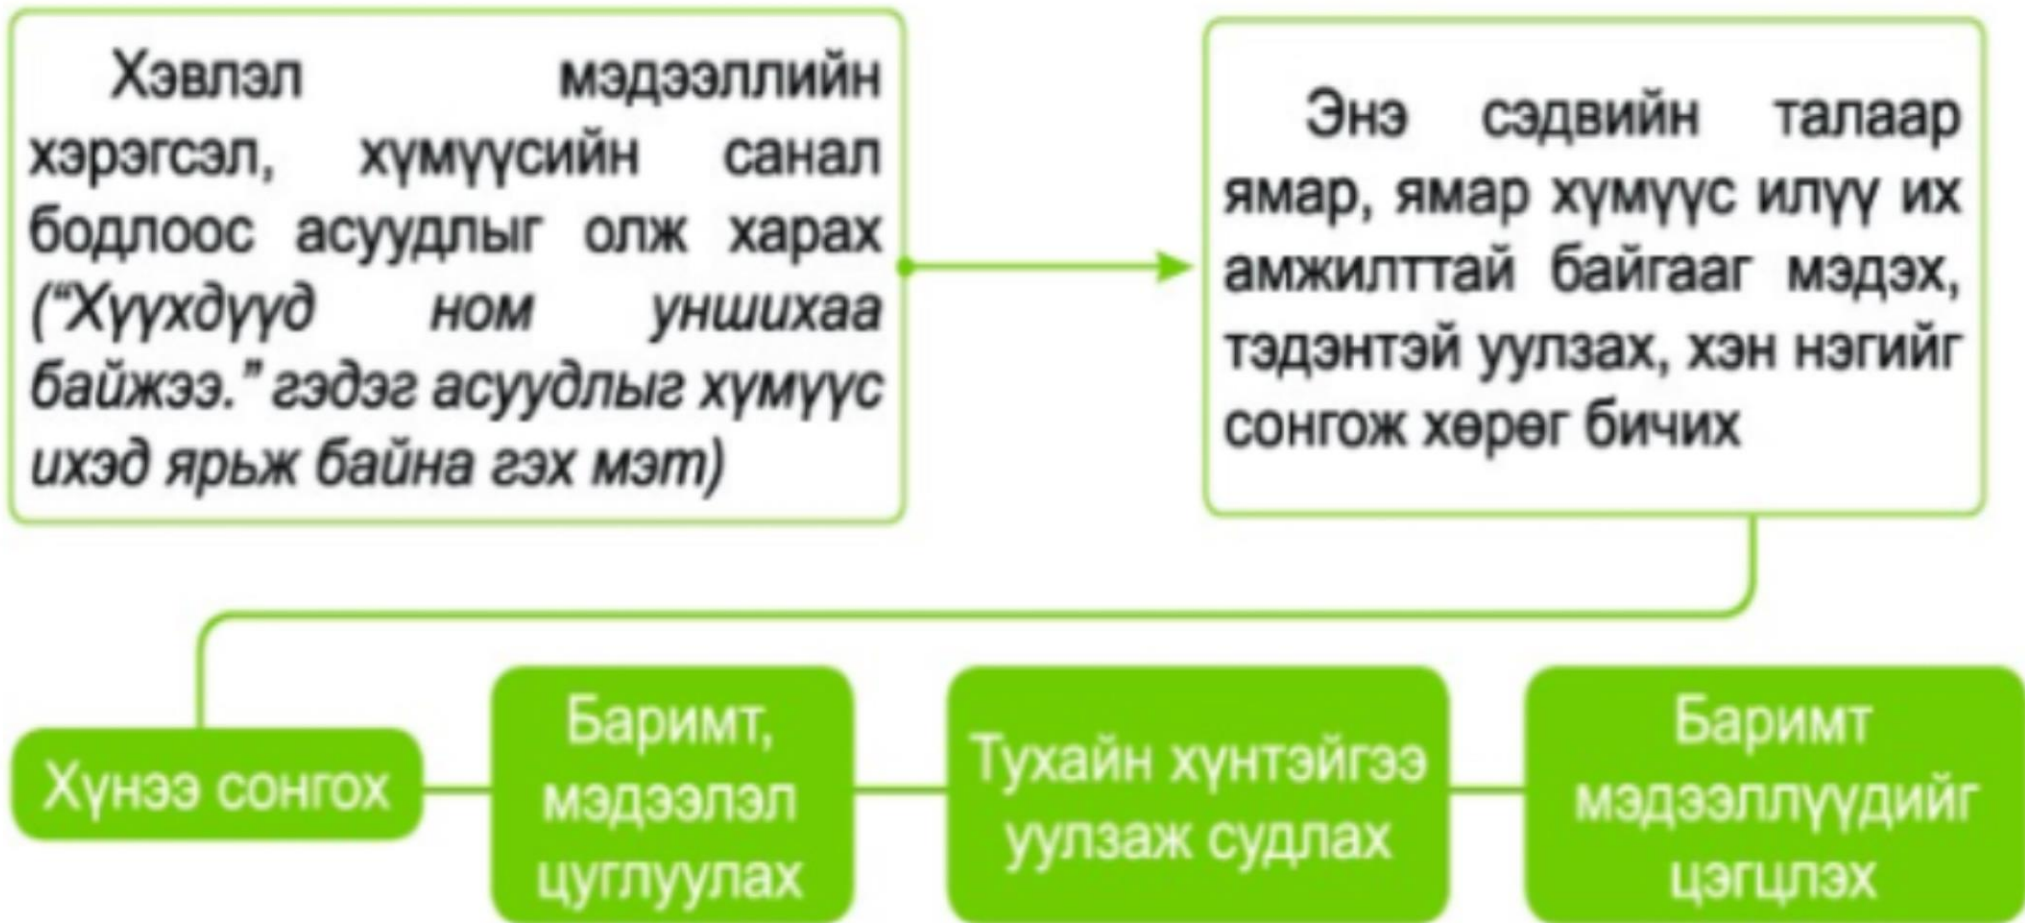 Хэвлэл мэдээллийн
хэрэгсэл, хүмүүсийн санал
бодлоос асуудлыг олж харах
(“Хүүхдүүд ном уншихаа
байжээ.” гэдэг асуудлыг хүмүүс
ихэд ярьж байна гэх мэт)
Энэ сэдвийн талаар
ямар, ямар хүмүүс илүү их
амжилттай байгааг мэдэх,
тэдэнтэй уулзах, хэн нэгийг
сонгож хөрөг бичих
Хүнээ сонгох
Баримт,
мэдээлэл
цуглуулах
Тухайн хүнтэйгээ
уулзаж судлах
Баримт
мэдээллүүдийг
цэгцлэх